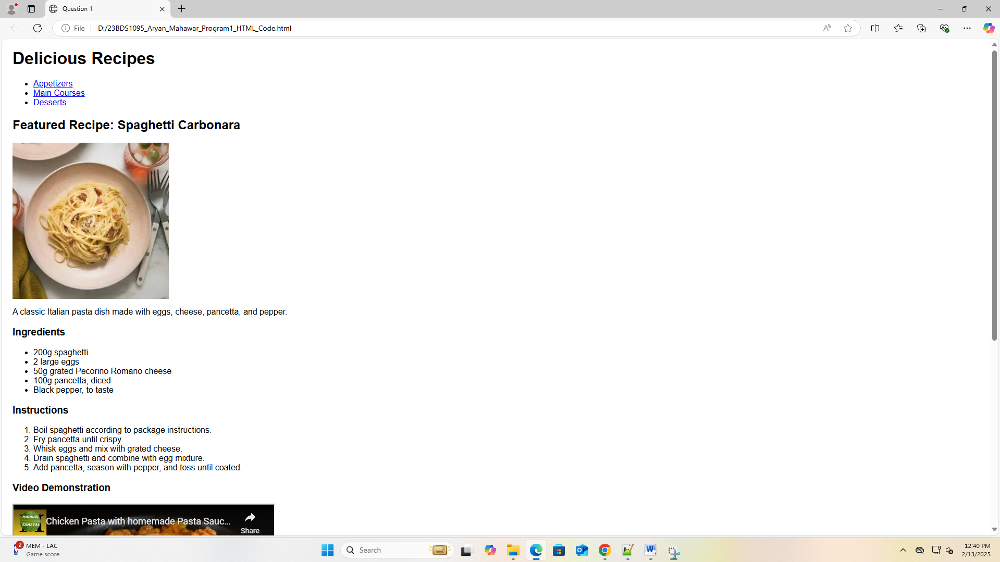 Question 1
File
D:/23BDS1095_Aryan_Mahawar_Program1_HTML_Code.html
Delicious Recipes
Appetizers
Main Courses
Desserts
Featured Recipe: Spaghetti Carbonara
A classic Italian pasta dish made with eggs, cheese, pancetta, and pepper.
Ingredients
200g spaghetti
2 large eggs
50g grated Pecorino Romano cheese
100g pancetta, diced
Black pepper, to taste
Instructions
1. Boil spaghetti according to package instructions.
2. Fry pancetta until crispy.
3. Whisk eggs and mix with grated cheese.
4. Drain spaghetti and combine with egg mixture.
5. Add pancetta, season with pepper, and toss until coated.
Video Demonstration
MADRAS
SAMAYAL
Chicken Pasta with homemade Pasta Sauc...
Share
2
MEM - LAC
Game score
Search
12:40 PM
2/13/2025